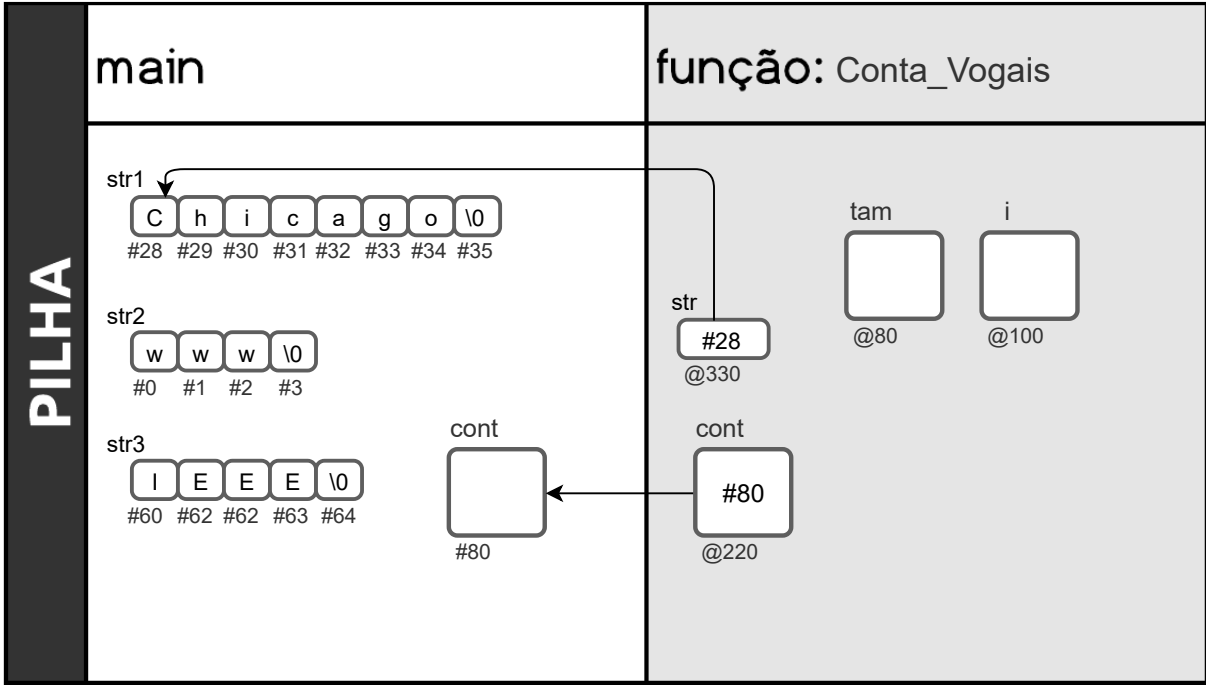 PILHA
main
função: Conta_Vogais
str1
C h i c a g o \0
#28 #29 #30 #31 #32 #33 #34 #35
str2
w w w \0
#0 #1 #2 #3
str3
I E E E \0
#60 #62 #62 #63 #64
cont
#80
str
#28
@330
cont
#80
@220
tam
@80
i
@100